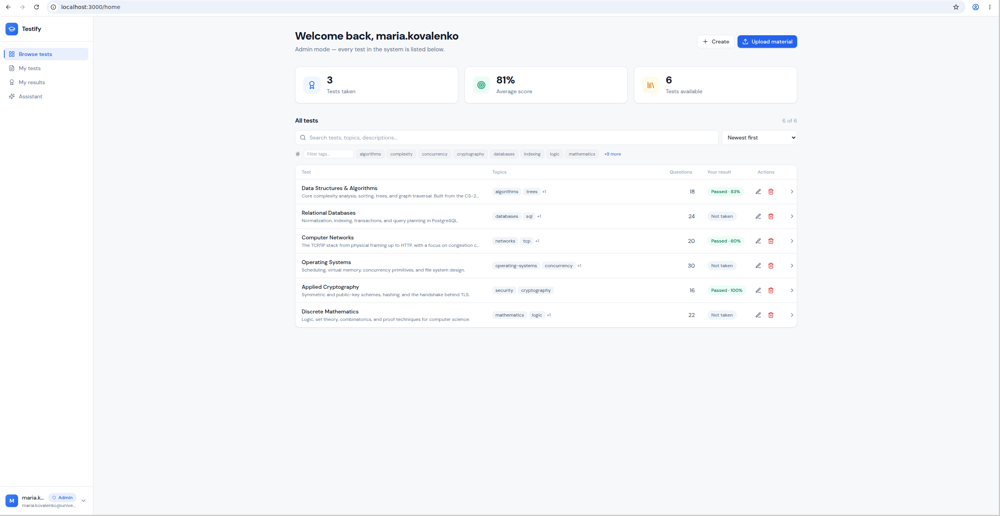 localhost:3000/home
Testify
Browse tests
My tests
My results
Assistant
Welcome back, maria.kovalenko
Admin mode — every test in the system is listed below.
Create
Upload material
3
Tests taken
81%
Average score
6
Tests available
All tests
6 of 6
Search tests, topics, descriptions...
Newest first
# Filter tags... algorithms complexity concurrency cryptography databases indexing logic mathematics +9 more
Test Topics Questions Your result Actions
Data Structures & Algorithms
Core complexity analysis, sorting, trees, and graph traversal. Built from the CS-2...
algorithms trees +1
18
Passed · 83%
Relational Databases
Normalization, indexing, transactions, and query planning in PostgreSQL.
databases sql +1
24
Not taken
Computer Networks
The TCP/IP stack from physical framing up to HTTP, with a focus on congestion c...
networks tcp +1
20
Passed · 60%
Operating Systems
Scheduling, virtual memory, concurrency primitives, and file system design.
operating-systems concurrency +1
30
Not taken
Applied Cryptography
Symmetric and public-key schemes, hashing, and the handshake behind TLS.
security cryptography
16
Passed · 100%
Discrete Mathematics
Logic, set theory, combinatorics, and proof techniques for computer science.
mathematics logic +1
22
Not taken
M
maria.k...
Admin
maria.kovalenko@unive...